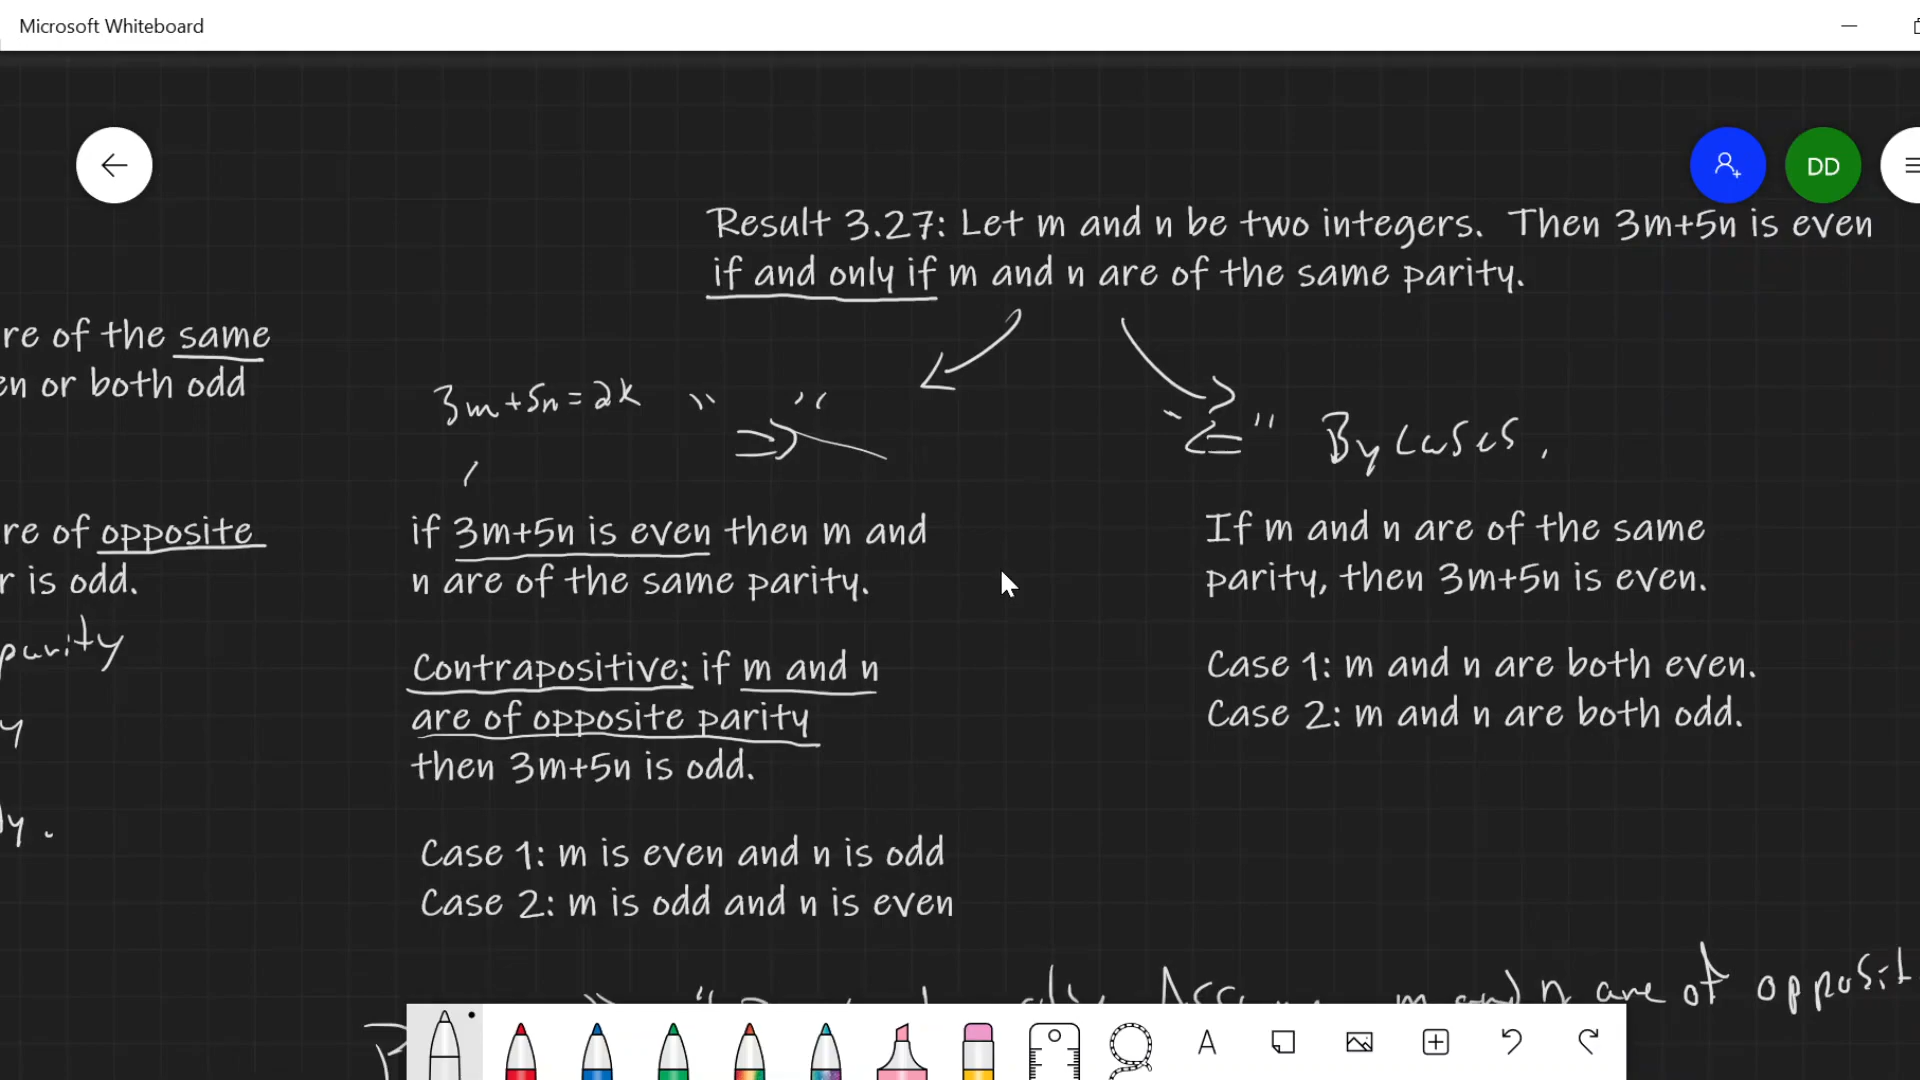 Microsoft Whiteboard
DD
Result 3.27: Let m and n be two integers. Then 3m+5n is even
if and only if m and n are of the same parity.
re of the same
en or both odd
3m+5n=2k " ⇒ "
"⇐" By cases.
re of opposite
r is odd.
parity
y
y.
if 3m+5n is even then m and
n are of the same parity.
Contrapositive: if m and n
are of opposite parity
then 3m+5n is odd.
Case 1: m is even and n is odd
Case 2: m is odd and n is even
If m and n are of the same
parity, then 3m+5n is even.
Case 1: m and n are both even.
Case 2: m and n are both odd.
m and n are of opposit